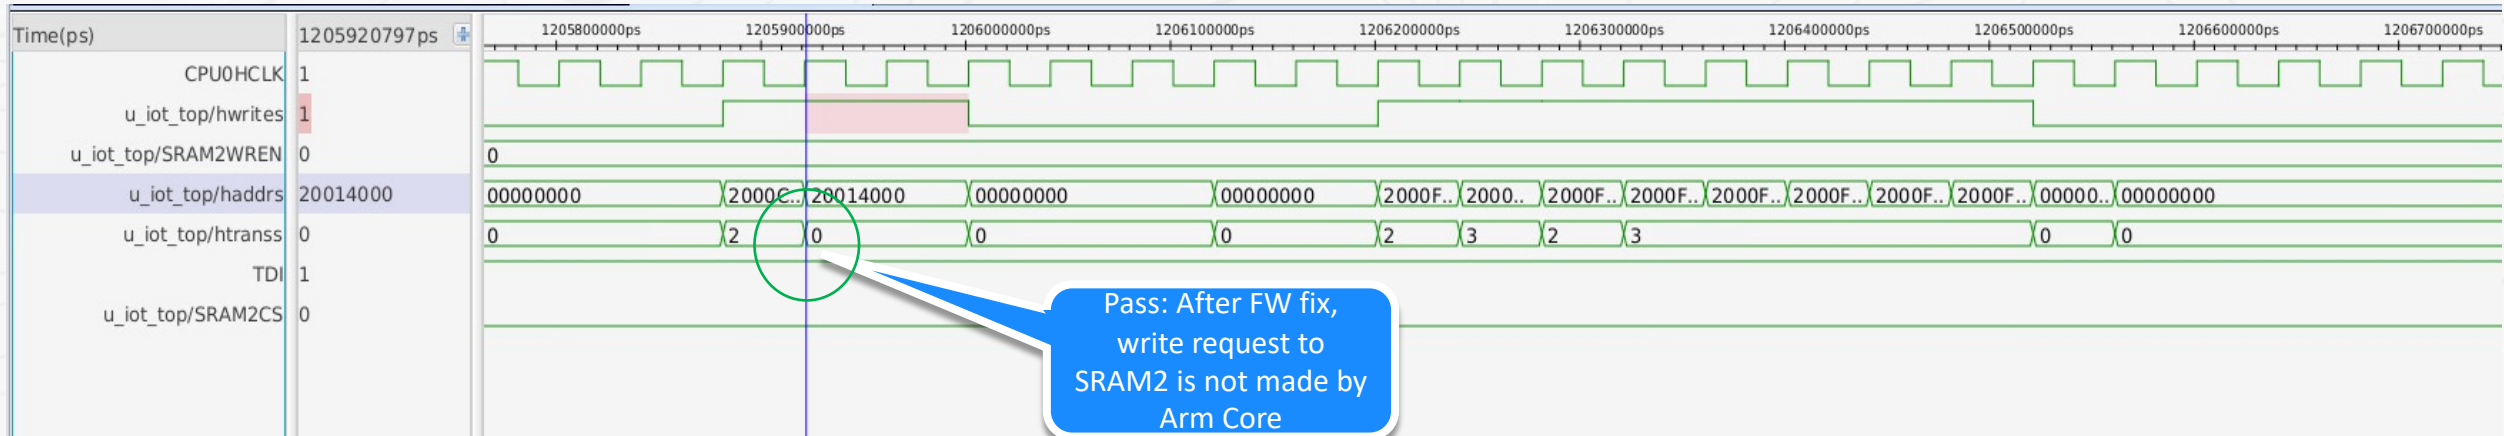 Time(ps) 1205920797ps 1205800000ps 1205900000ps 1206000000ps 1206100000ps 1206200000ps 1206300000ps 1206400000ps 1206500000ps 1206600000ps 1206700000ps
CPU0HCLK 1
u_iot_top/hwrites 1
u_iot_top/SRAM2WREN 0 0
u_iot_top/haddrs 20014000 00000000 2000C.. 20014000 00000000 00000000 2000F.. 2000.. 2000F.. 2000F.. 2000F.. 2000F.. 2000F.. 2000F.. 00000.. 00000000
u_iot_top/htranss 0 0 2 0 0 0 2 3 2 3 0 0
TDI 1
u_iot_top/SRAM2CS 0
Pass: After FW fix,
write request to
SRAM2 is not made by
Arm Core